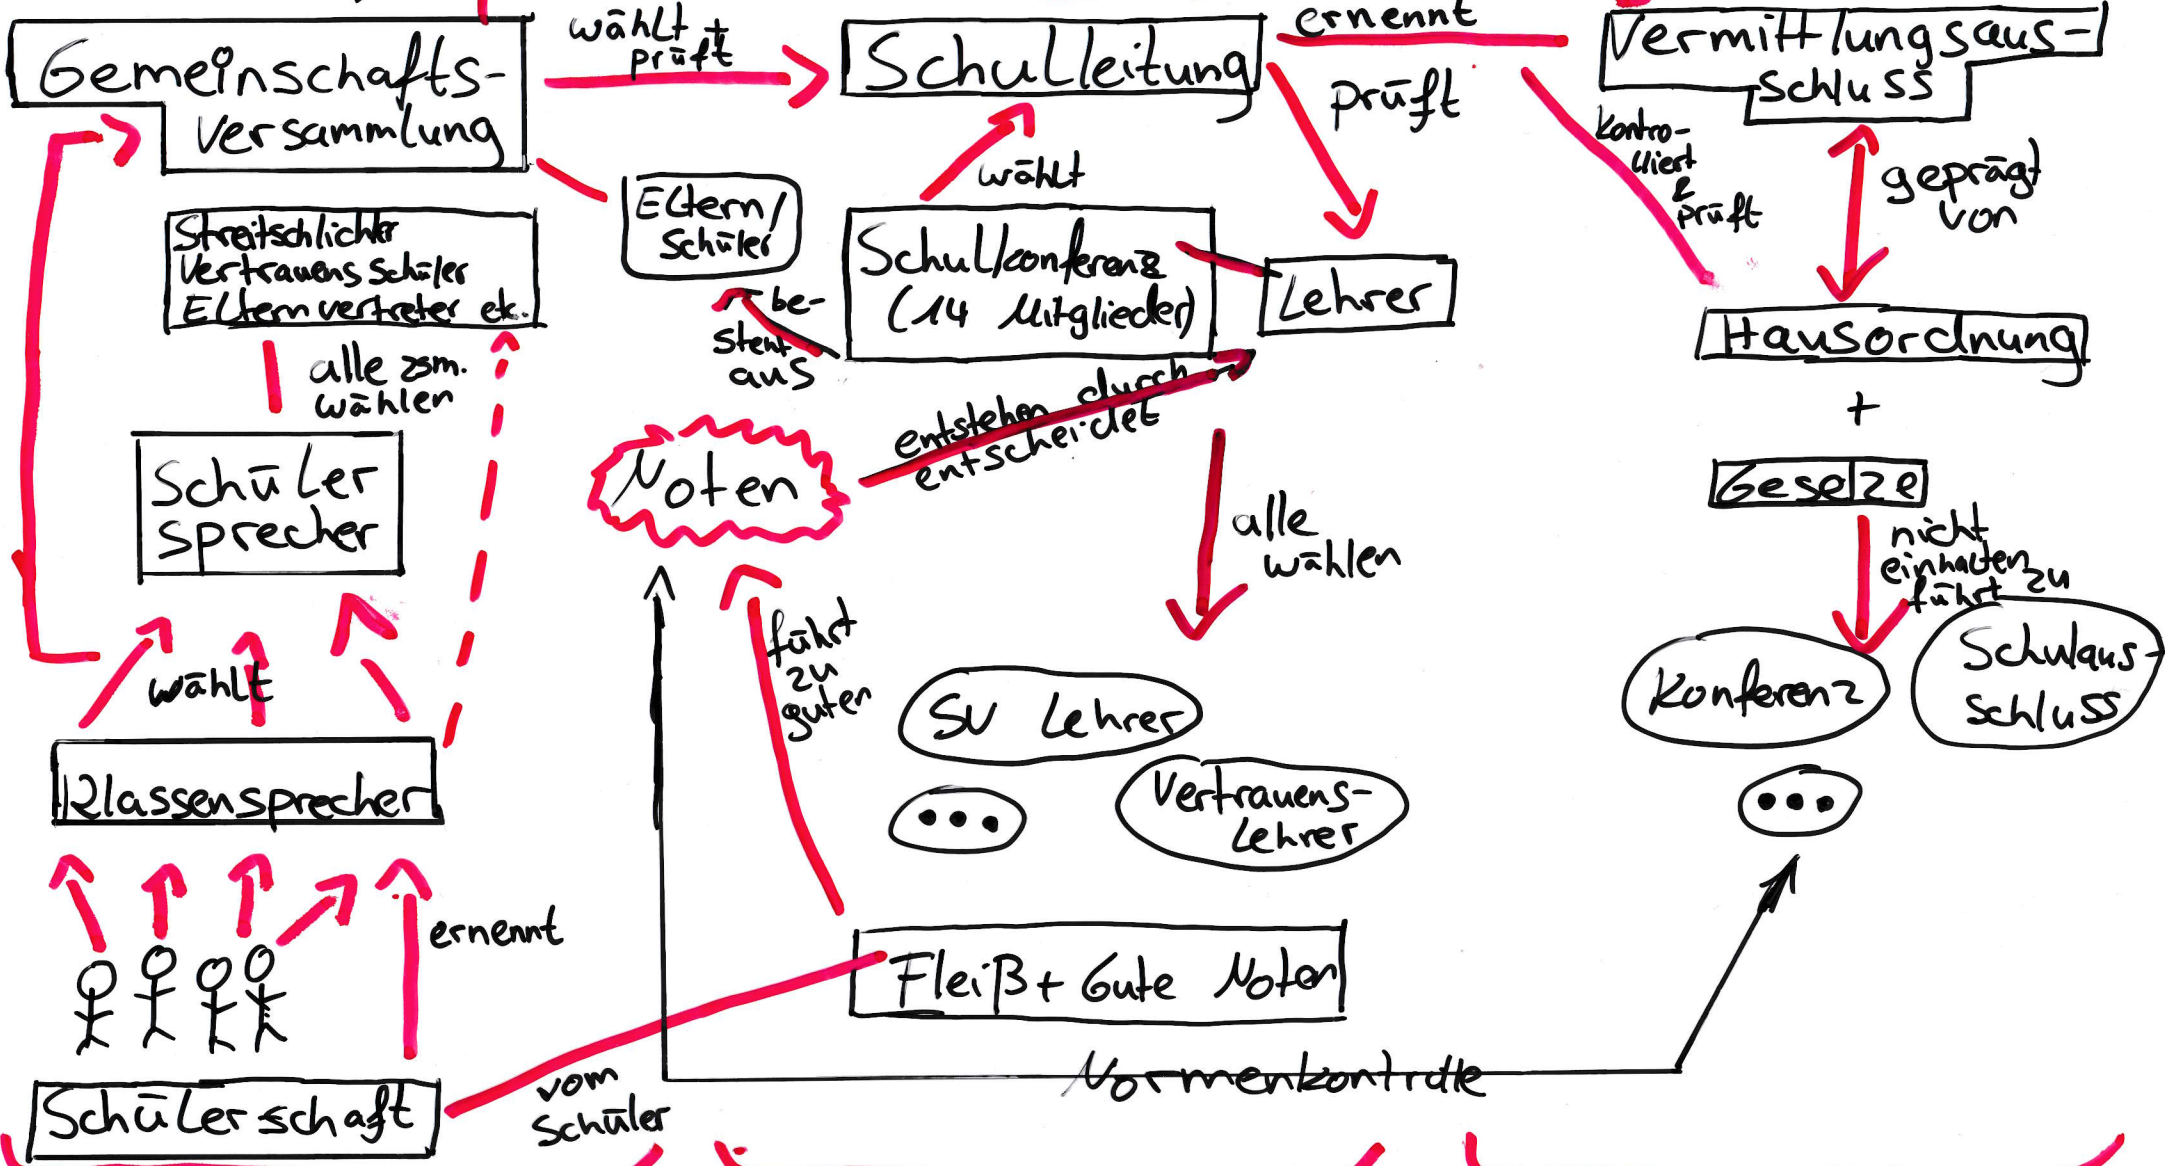 Gemeinschafts-
versammlung
wählt +
prüft
Schulleitung
ernennt
Vermittlungsaus-
schluss
prüft
kontro-
lliert
&
prüft
geprägt
von
Streitschlichter
Vertrauensschüler
Elternvertreter etc.
Eltern/
Schüler
wählt
Schulkonferenz
(14 Mitglieder)
Lehrer
be-
steht
aus
Hausordnung
+
Gesetze
alle zsm.
wählen
entstehen durch
entscheidet
Schüler
sprecher
Noten
alle
wählen
nicht
einhalten
führt zu
wählt
führt
zu
guten
SV Lehrer
Vertrauens-
Lehrer
...
Konferenz
Schulaus-
schluss
...
Klassensprecher
ernennt
Fleiß + Gute Noten
Normenkontrolle
vom
Schüler
Schülerschaft